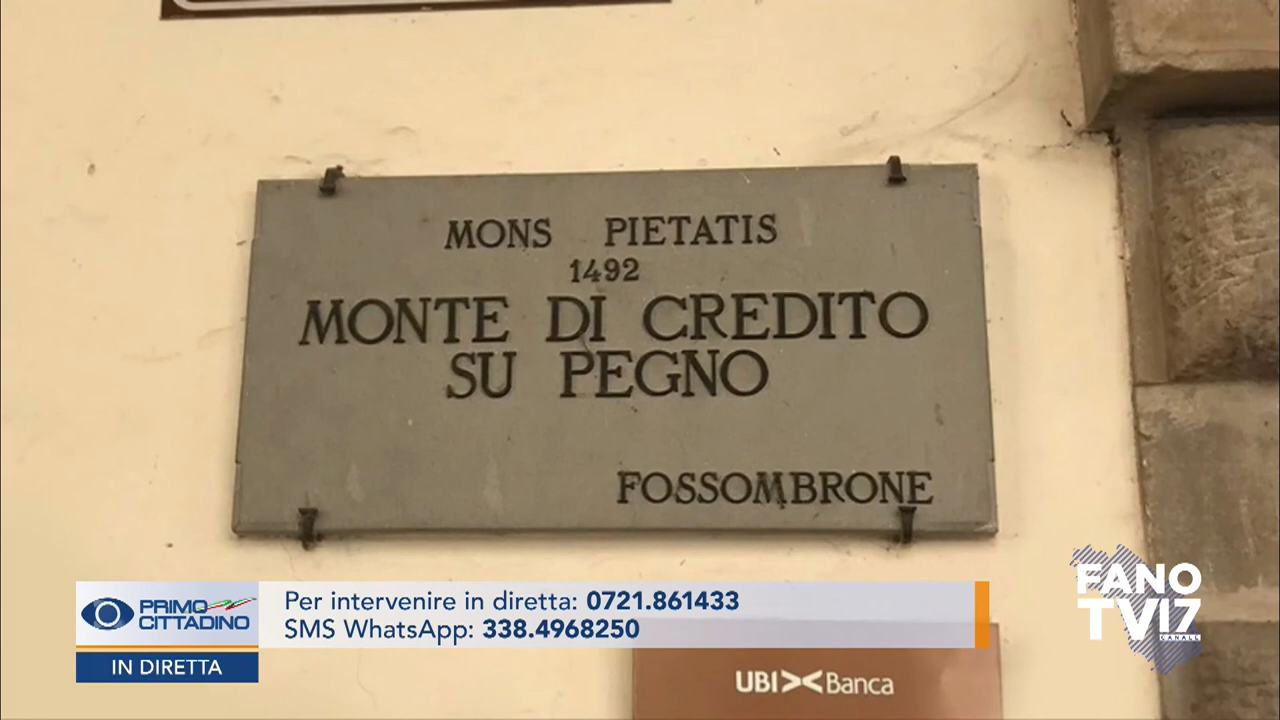 MONS PIETATIS
1492
MONTE DI CREDITO
SU PEGNO
FOSSOMBRONE
PRIMO
CITTADINO
IN DIRETTA
Per intervenire in diretta: 0721.861433
SMS WhatsApp: 338.4968250
UBI Banca
FANO
TV17
CANALE